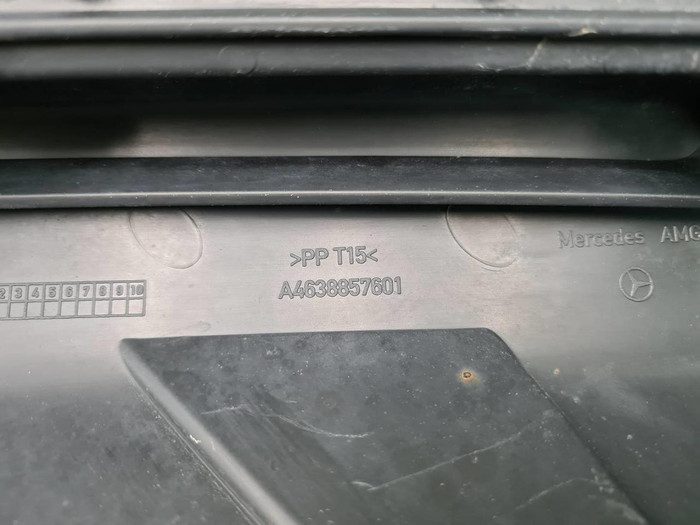 >PP T15<
A4638857601
Mercedes AMG
2 3 4 5 6 7 8 9 10